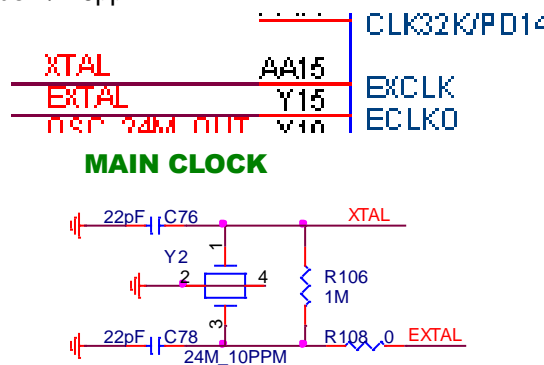 CLK32K/PD14
XTAL
AA15
EXCLK
EXTAL
Y15
ECLKO
MAIN CLOCK
22pF
C76
XTAL
1
Y2
2
4
R106
1M
3
22pF
C78
R108
0
EXTAL
24M_10PPM